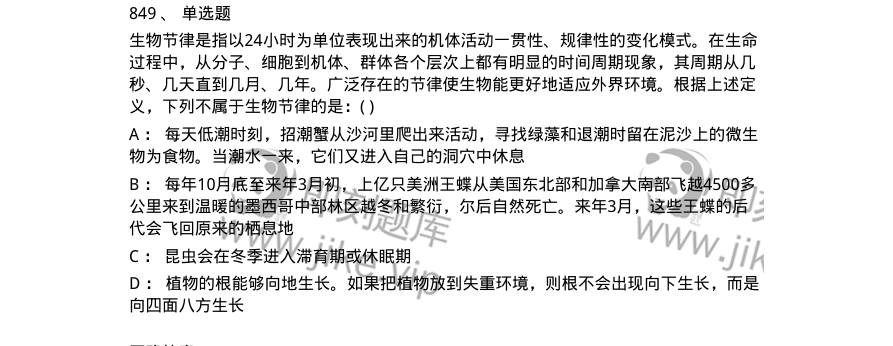 849 、 单选题
生物节律是指以24小时为单位表现出来的机体活动一贯性、规律性的变化模式。在生命
过程中，从分子、细胞到机体、群体各个层次上都有明显的时间周期现象，其周期从几
秒、几天直到几月、几年。广泛存在的节律使生物能更好地适应外界环境。根据上述定
义，下列不属于生物节律的是：( )
A ： 每天低潮时刻，招潮蟹从沙河里爬出来活动，寻找绿藻和退潮时留在泥沙上的微生
物为食物。当潮水一来，它们又进入自己的洞穴中休息
B ： 每年10月底至来年3月初，上亿只美洲王蝶从美国东北部和加拿大南部飞越4500多
公里来到温暖的墨西哥中部林区越冬和繁衍，尔后自然死亡。来年3月，这些王蝶的后
代会飞回原来的栖息地
C ： 昆虫会在冬季进入滞育期或休眠期
D ： 植物的根能够向地生长。如果把植物放到失重环境，则根不会出现向下生长，而是
向四面八方生长
即刻题库
www.jike.vip
即刻
www.jik